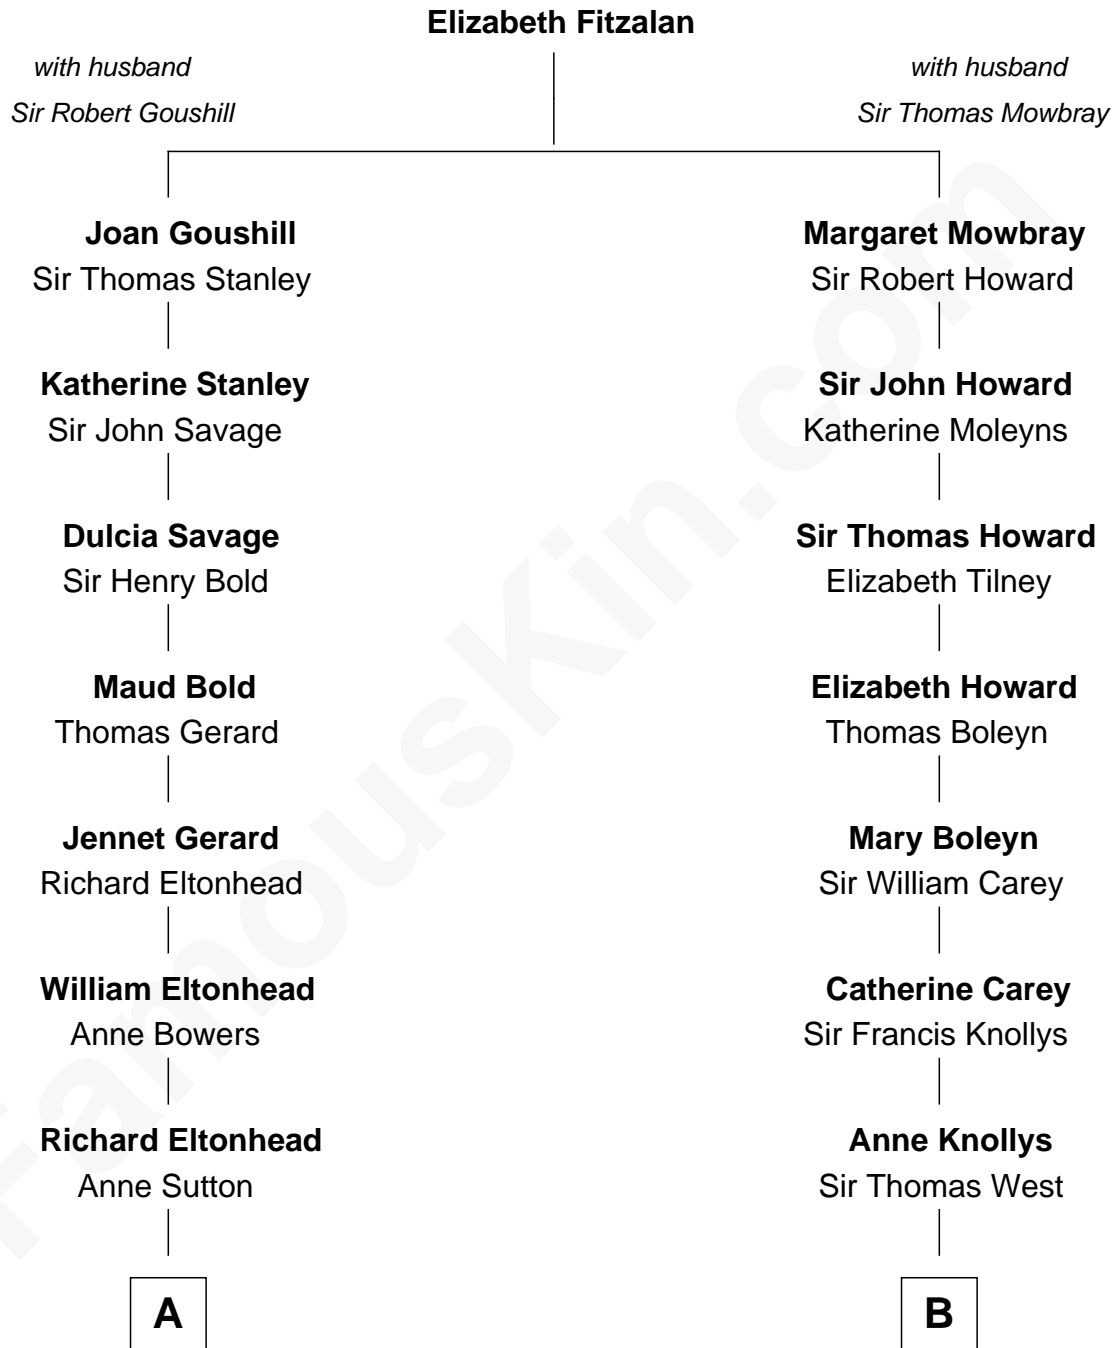 Elizabeth Fitzalan
with husband
Sir Robert Goushill
with husband
Sir Thomas Mowbray
Joan Goushill
Sir Thomas Stanley
Margaret Mowbray
Sir Robert Howard
Katherine Stanley
Sir John Savage
Sir John Howard
Katherine Moleyns
Dulcia Savage
Sir Henry Bold
Sir Thomas Howard
Elizabeth Tilney
Maud Bold
Thomas Gerard
Elizabeth Howard
Thomas Boleyn
Jennet Gerard
Richard Eltonhead
Mary Boleyn
Sir William Carey
William Eltonhead
Anne Bowers
Catherine Carey
Sir Francis Knollys
Richard Eltonhead
Anne Sutton
Anne Knollys
Sir Thomas West
A
B
FamousKin.com